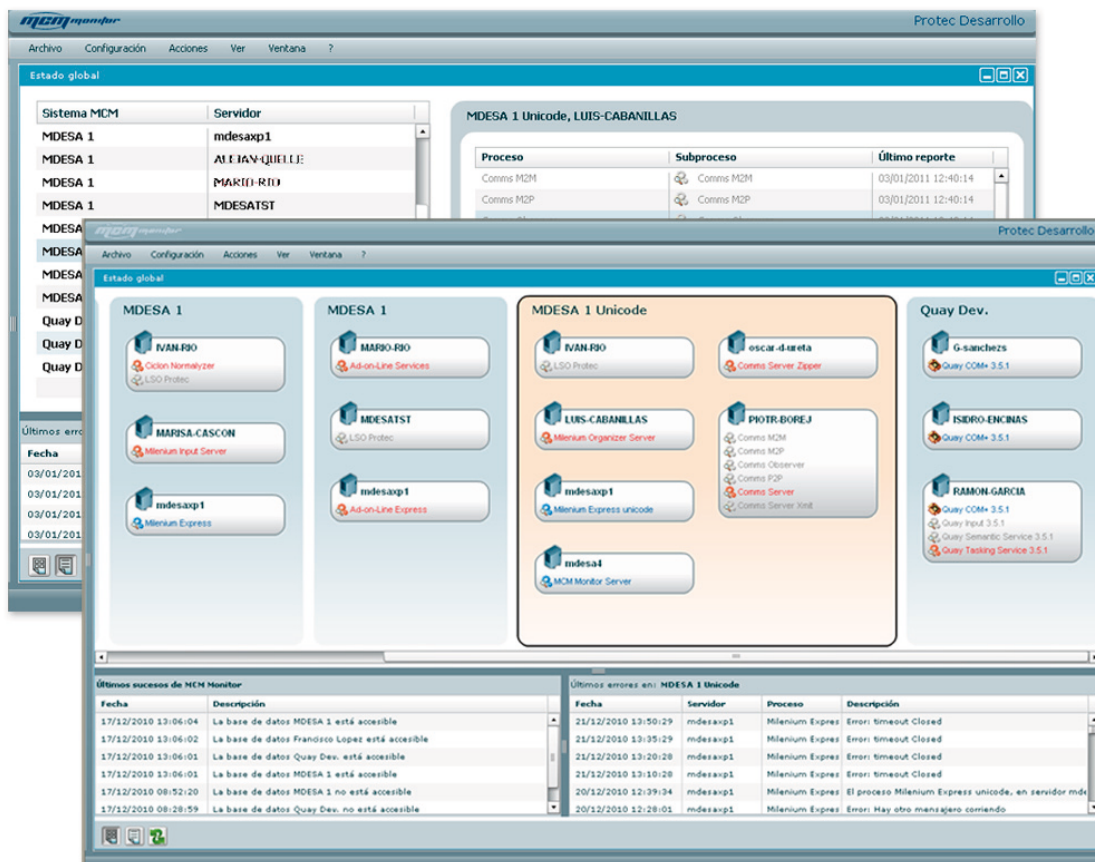 mcm monitor Protec Desarrollo
Archivo Configuración Acciones Ver Ventana ?
Estado global
Sistema MCM Servidor
MDESA 1 mdesaxp1
MDESA 1 ALEJAN-QUELLE
MDESA 1 MARIO-RIO
MDESA 1 MDESATST
MDESA
MDESA
MDESA
MDESA
Quay D
Quay D
Quay D
MDESA 1 Unicode, LUIS-CABANILLAS
Proceso Subproceso Último reporte
Comms M2M Comms M2M 03/01/2011 12:40:14
Comms M2P Comms M2P 03/01/2011 12:40:14
Últimos erro
Fecha
03/01/201
03/01/201
03/01/201
03/01/201
mcm monitor Protec Desarrollo
Archivo Configuración Acciones Ver Ventana ?
Estado global
MDESA 1
IVAN-RIO
Ciclon Normalyzer
LSO Protec
MARISA-CASCON
Milenium Input Server
mdesaxp1
Milenium Express
MDESA 1
MARIO-RIO
Ad-on-Line Services
MDESATST
LSO Protec
mdesaxp1
Ad-on-Line Express
MDESA 1 Unicode
IVAN-RIO
LSO Protec
LUIS-CABANILLAS
Milenium Organizer Server
mdesaxp1
Milenium Express unicode
mdesa4
MCM Monitor Server
oscar-d-ureta
Comms Server Zipper
PIOTR-BOREJ
Comms M2M
Comms M2P
Comms Observer
Comms P2P
Comms Server
Comms Server Xmit
Quay Dev.
G-sanchezs
Quay COM+ 3.5.1
ISIDRO-ENCINAS
Quay COM+ 3.5.1
RAMON-GARCIA
Quay COM+ 3.5.1
Quay Input 3.5.1
Quay Semantic Service 3.5.1
Quay Tasking Service 3.5.1
Últimos sucesos de MCM Monitor
Fecha Descripción
17/12/2010 13:06:04 La base de datos MDESA 1 está accesible
17/12/2010 13:06:02 La base de datos Francisco Lopez está accesible
17/12/2010 13:06:01 La base de datos Quay Dev. está accesible
17/12/2010 13:06:01 La base de datos MDESA 1 está accesible
17/12/2010 08:52:20 La base de datos MDESA 1 no está accesible
17/12/2010 08:28:59 La base de datos Quay Dev. no está accesible
Últimos errores en: MDESA 1 Unicode
Fecha Servidor Proceso Descripción
21/12/2010 13:50:29 mdesaxp1 Milenium Expres Error: timeout Closed
21/12/2010 13:35:29 mdesaxp1 Milenium Expres Error: timeout Closed
21/12/2010 13:20:28 mdesaxp1 Milenium Expres Error: timeout Closed
21/12/2010 13:10:28 mdesaxp1 Milenium Expres Error: timeout Closed
20/12/2010 12:39:34 mdesaxp1 Milenium Expres El proceso Milenium Express unicode, en servidor mde
20/12/2010 12:28:01 mdesaxp1 Milenium Expres Error: Hay otro mensajero corriendo